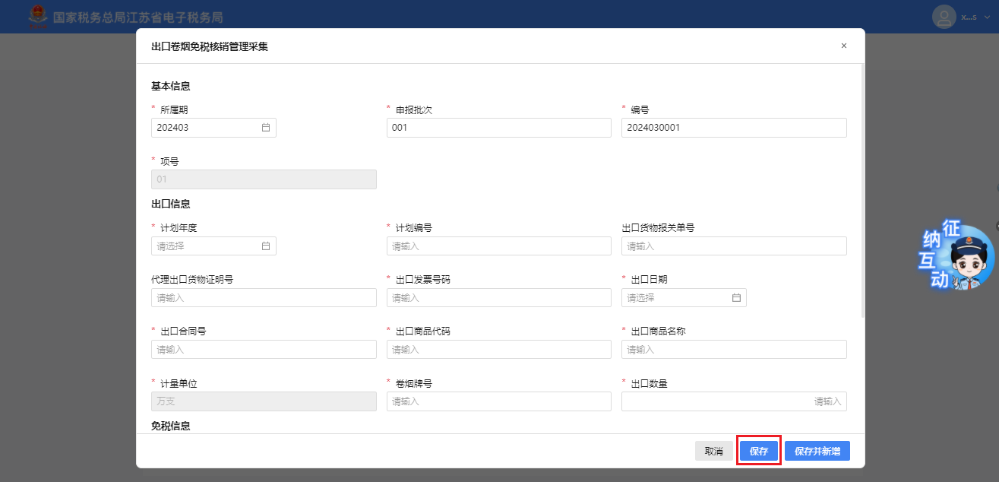 国家税务总局江苏省电子税务局
x...s
出口卷烟免税核销管理采集
×
基本信息
* 所属期
* 申报批次
* 编号
202403
001
2024030001
* 项号
01
出口信息
* 计划年度
* 计划编号
出口货物报关单号
请选择
请输入
请输入
代理出口货物证明号
* 出口发票号码
* 出口日期
请输入
请输入
请选择
* 出口合同号
* 出口商品代码
* 出口商品名称
请输入
请输入
请输入
* 计量单位
* 卷烟牌号
* 出口数量
万支
请输入
请输入
免税信息
取消
保存
保存并新增
征纳互动